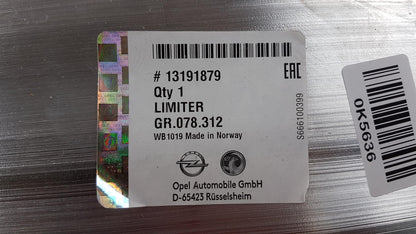 # 13191879
Qty 1
LIMITER
GR.078.312
WB1019 Made in Norway
Opel Automobile GmbH
D-65423 Rüsselsheim
EAC
S666100399
0K5636